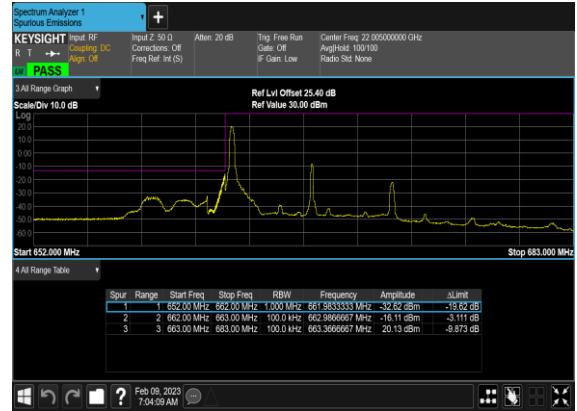 Spectrum Analyzer 1
Spurious Emissions
KEYSIGHT Input: RF Input Z: 50 Ω Atten: 20 dB Trig: Free Run Center Freq: 22.005000000 GHz
R T Coupling: DC Corrections: Off Gate: Off Avg|Hold: 100/100
Align: Off Freq Ref: Int (S) IF Gain: Low Radio Std: None
PASS
3 All Range Graph
Ref Lvl Offset 25.40 dB
Scale/Div 10.0 dB Ref Value 30.00 dBm
Log
20.0
10.0
0.00
-10.0
-20.0
-30.0
-40.0
-50.0
-60.0
Start 652.000 MHz Stop 683.000 MHz
4 All Range Table
Spur Range Start Freq Stop Freq RBW Frequency Amplitude ΔLimit
1 1 652.00 MHz 662.00 MHz 1.000 MHz 661.9833333 MHz -32.62 dBm -19.62 dB
2 2 662.00 MHz 663.00 MHz 100.0 kHz 662.9866667 MHz -16.11 dBm -3.111 dB
3 3 663.00 MHz 683.00 MHz 100.0 kHz 663.3666667 MHz 20.13 dBm -9.873 dB
? Feb 09, 2023
7:04:09 AM